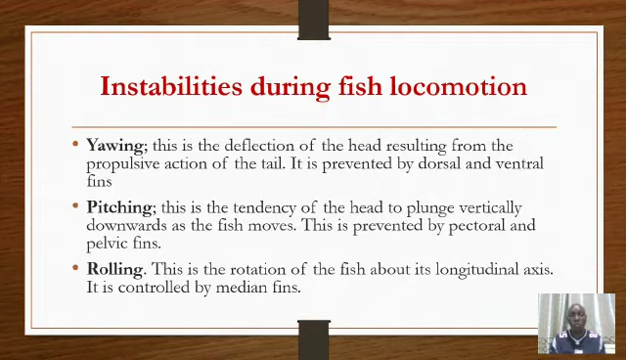 Instabilities during fish locomotion
• Yawing; this is the deflection of the head resulting from the
propulsive action of the tail. It is prevented by dorsal and ventral
fins
• Pitching; this is the tendency of the head to plunge vertically
downwards as the fish moves. This is prevented by pectoral and
pelvic fins.
• Rolling. This is the rotation of the fish about its longitudinal axis.
It is controlled by median fins.